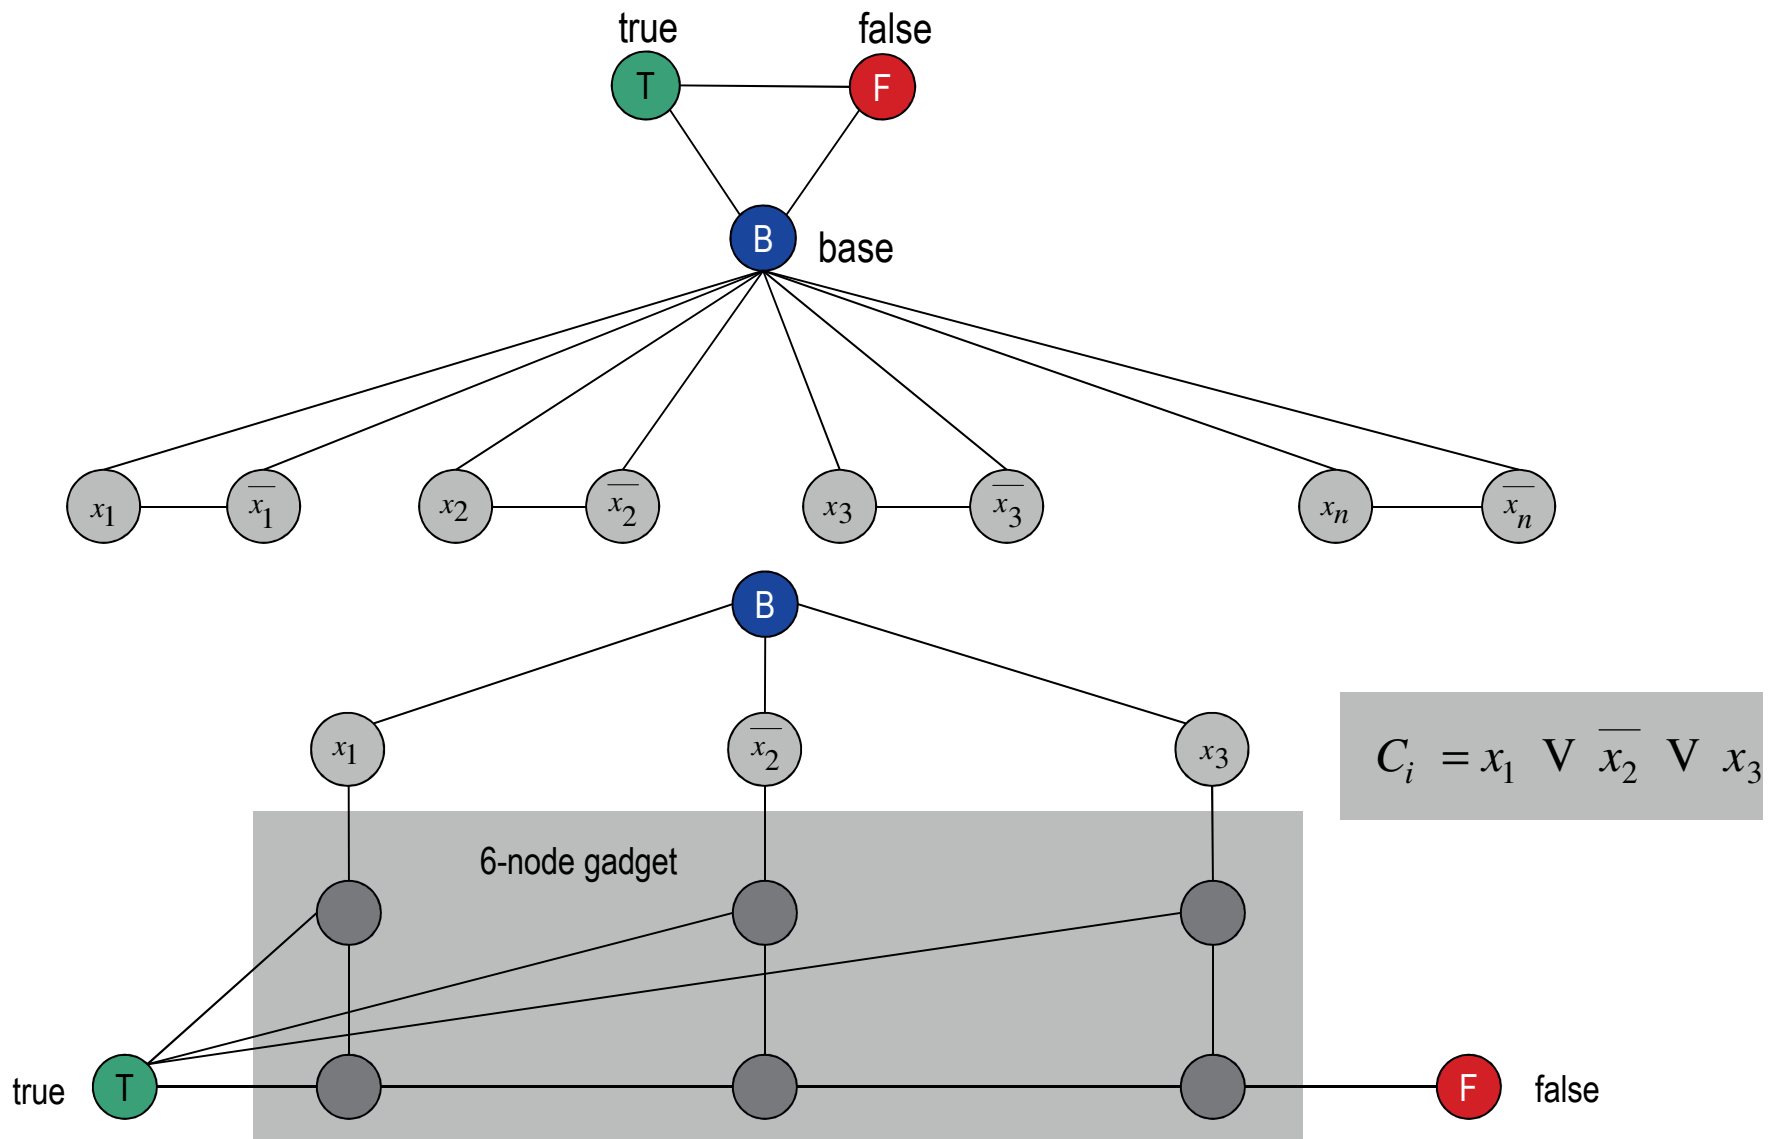 true false
T F
B base
x₁ x̅₁ x₂ x̅₂ x₃ x̅₃ xₙ x̅ₙ
B
x₁ x̅₂ x₃
Cᵢ = x₁ V x̅₂ V x₃
6-node gadget
true T F false